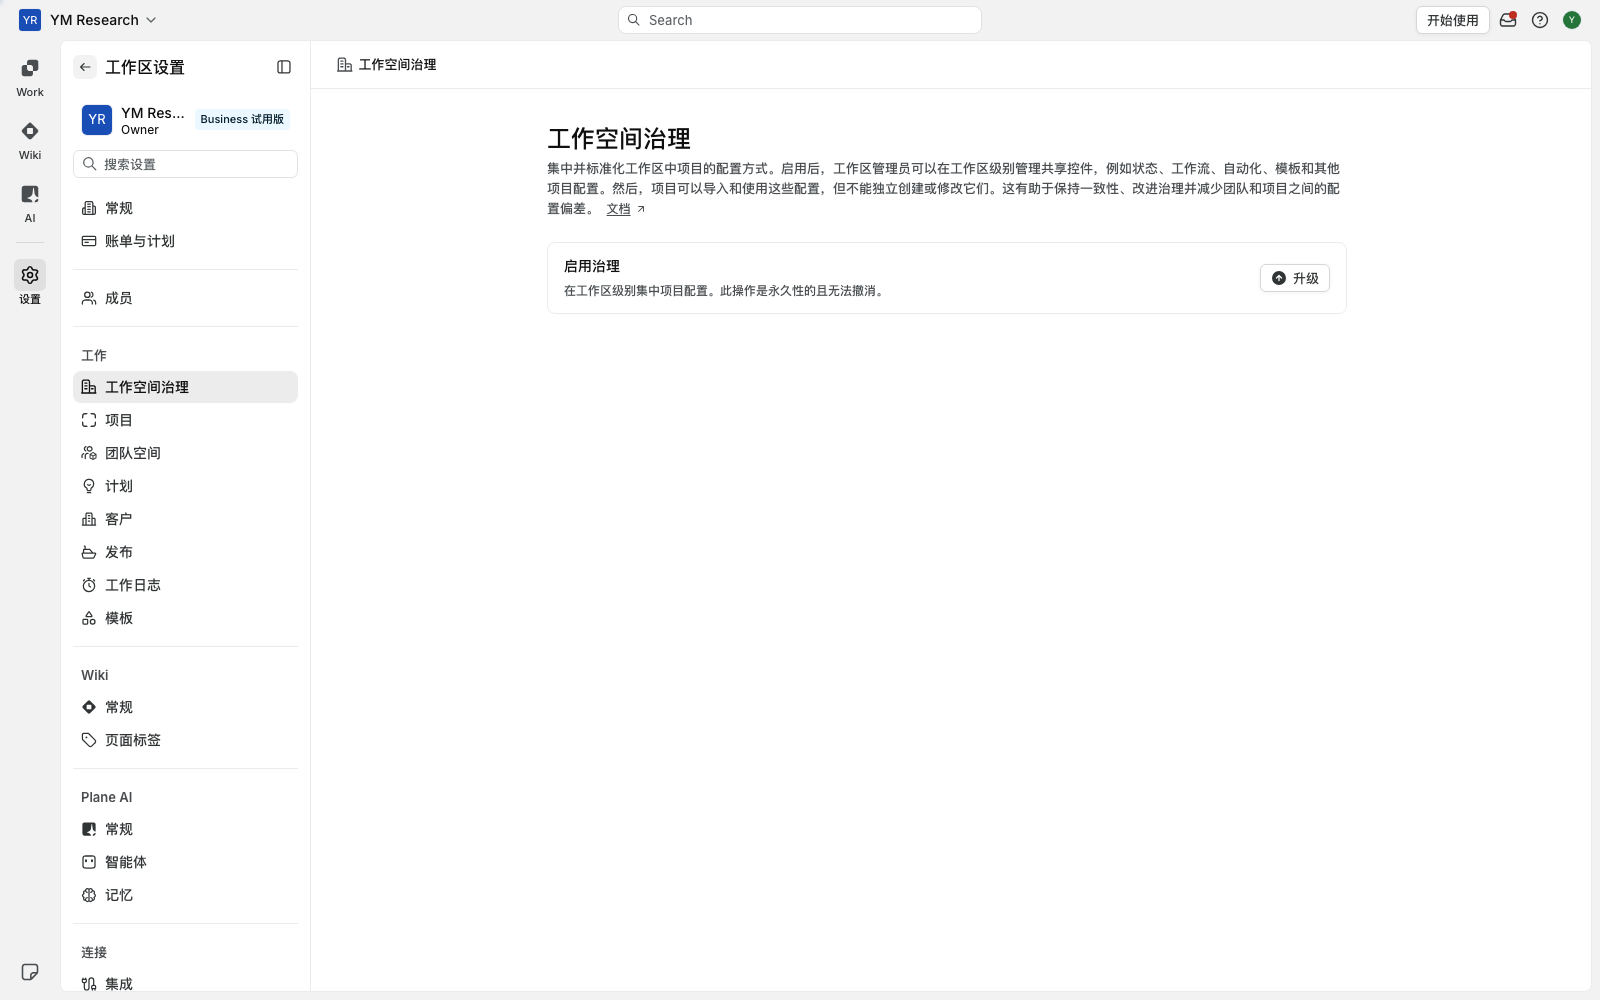 YR YM Research
Search
开始使用
Y
Work
Wiki
AI
设置
工作区设置
YR
YM Res...
Owner
Business 试用版
搜索设置
常规
账单与计划
成员
工作
工作空间治理
项目
团队空间
计划
客户
发布
工作日志
模板
Wiki
常规
页面标签
Plane AI
常规
智能体
记忆
连接
集成
工作空间治理
工作空间治理
集中并标准化工作区中项目的配置方式。启用后，工作区管理员可以在工作区级别管理共享控件，例如状态、工作流、自动化、模板和其他
项目配置。然后，项目可以导入和使用这些配置，但不能独立创建或修改它们。这有助于保持一致性、改进治理并减少团队和项目之间的配
置偏差。 文档
启用治理
在工作区级别集中项目配置。此操作是永久性的且无法撤消。
升级